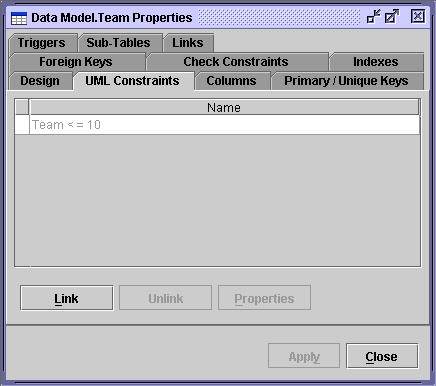 Data Model.Team Properties
Triggers Sub-Tables Links
Foreign Keys Check Constraints Indexes
Design UML Constraints Columns Primary / Unique Keys
Name
Team < = 10
Link Unlink Properties
Apply Close